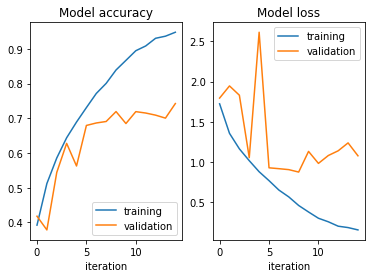 Model accuracy
0.9
0.8
0.7
0.6
0.5
0.4
0
5
10
iteration
training
validation
Model loss
2.5
2.0
1.5
1.0
0.5
0
5
10
iteration
training
validation